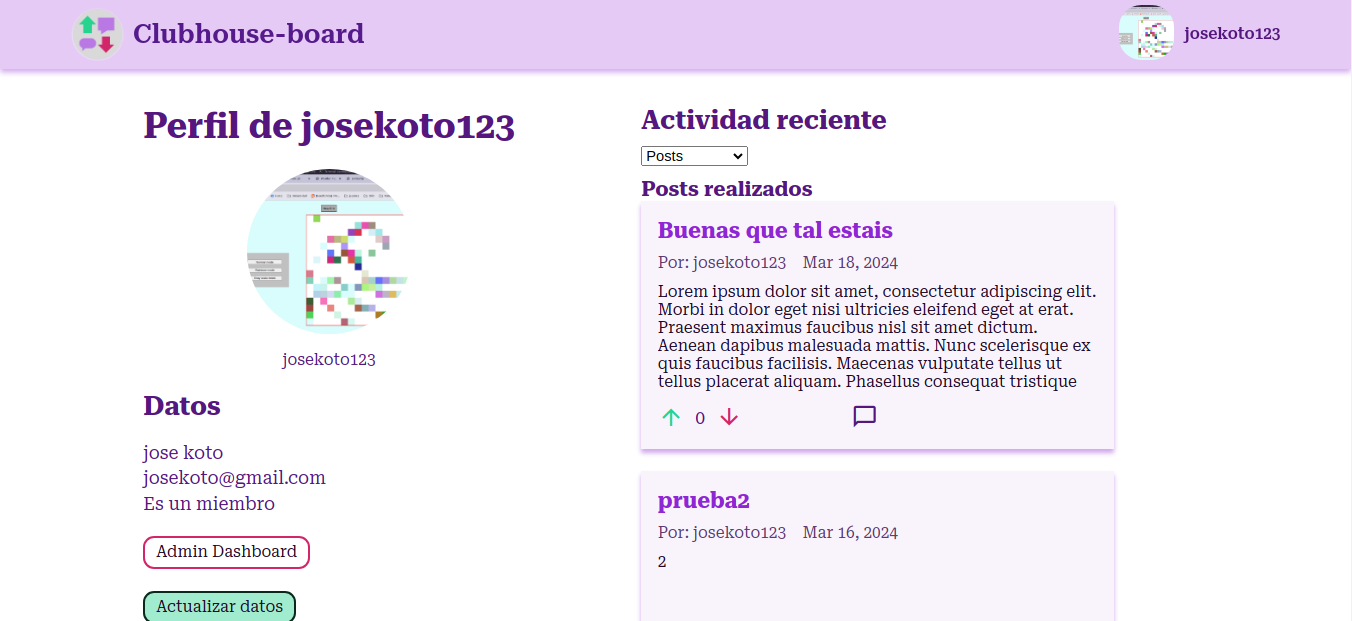 Clubhouse-board
josekoto123
Perfil de josekoto123
josekoto123
Datos
jose koto
josekoto@gmail.com
Es un miembro
Admin Dashboard
Actualizar datos
Actividad reciente
Posts
Posts realizados
Buenas que tal estais
Por: josekoto123 Mar 18, 2024
Lorem ipsum dolor sit amet, consectetur adipiscing elit.
Morbi in dolor eget nisi ultricies eleifend eget at erat.
Praesent maximus faucibus nisl sit amet dictum.
Aenean dapibus malesuada mattis. Nunc scelerisque ex
quis faucibus facilisis. Maecenas vulputate tellus ut
tellus placerat aliquam. Phasellus consequat tristique
0
prueba2
Por: josekoto123 Mar 16, 2024
2